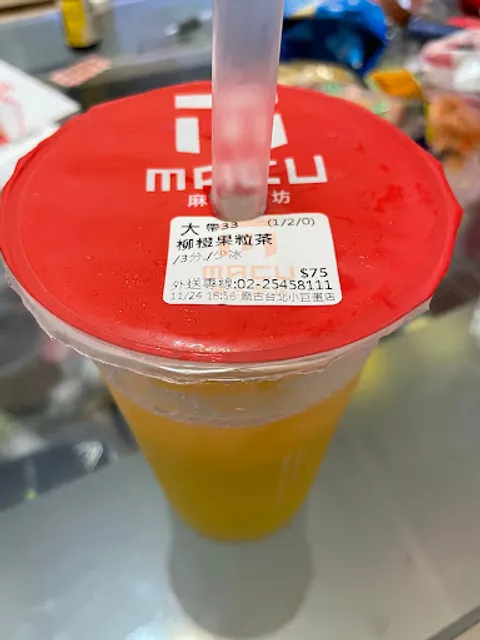 MACU
麻 坊
大 帶33 (1/2/0)
柳橙果粒茶
/3分./少冰
MACU
$75
外送專線:02-25458111
11/24 18:56 麻古台北小巨蛋店